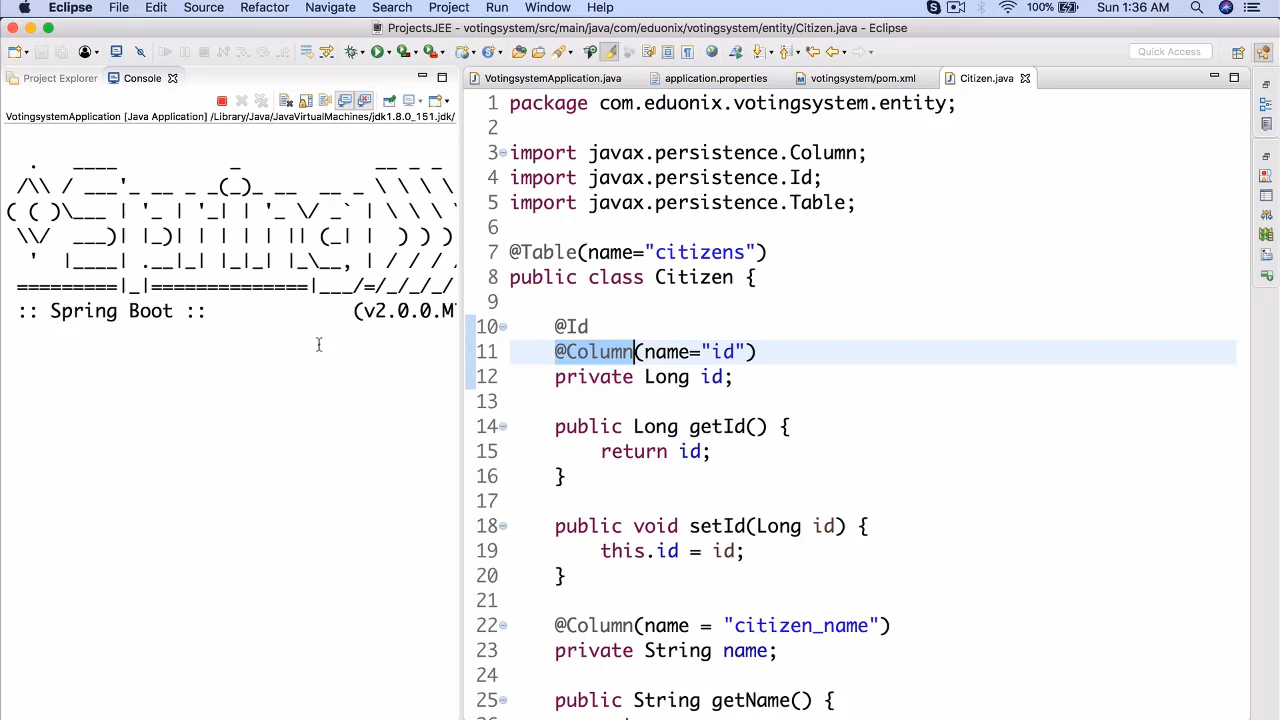 Eclipse File Edit Source Refactor Navigate Search Project Run Window Help 100% Sun 1:36 AM
ProjectsJEE - votingsystem/src/main/java/com/eduonix/votingsystem/entity/Citizen.java - Eclipse
Quick Access
Project Explorer Console
VotingsystemApplication.java application.properties votingsystem/pom.xml Citizen.java
VotingsystemApplication [Java Application] /Library/Java/JavaVirtualMachines/jdk1.8.0_151.jdk/
:: Spring Boot :: (v2.0.0.M
1 package com.eduonix.votingsystem.entity;
2
3 import javax.persistence.Column;
4 import javax.persistence.Id;
5 import javax.persistence.Table;
6
7 @Table(name="citizens")
8 public class Citizen {
9
10 @Id
11 @Column(name="id")
12 private Long id;
13
14 public Long getId() {
15 return id;
16 }
17
18 public void setId(Long id) {
19 this.id = id;
20 }
21
22 @Column(name = "citizen_name")
23 private String name;
24
25 public String getName() {